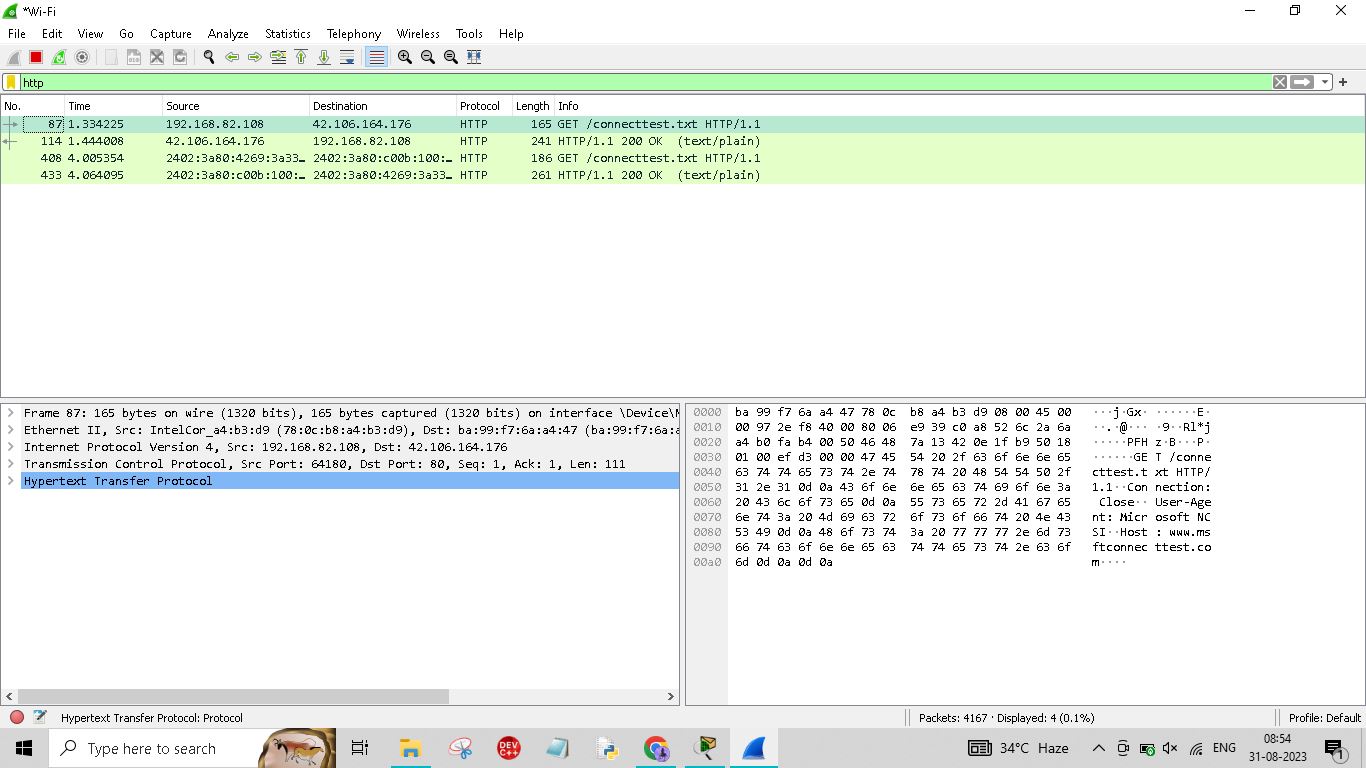 *Wi-Fi
File Edit View Go Capture Analyze Statistics Telephony Wireless Tools Help
http
No. Time Source Destination Protocol Length Info
87 1.334225 192.168.82.108 42.106.164.176 HTTP 165 GET /connecttest.txt HTTP/1.1
114 1.444008 42.106.164.176 192.168.82.108 HTTP 241 HTTP/1.1 200 OK (text/plain)
408 4.005354 2402:3a80:4269:3a33… 2402:3a80:c00b:100:… HTTP 186 GET /connecttest.txt HTTP/1.1
433 4.064095 2402:3a80:c00b:100:… 2402:3a80:4269:3a33… HTTP 261 HTTP/1.1 200 OK (text/plain)
Frame 87: 165 bytes on wire (1320 bits), 165 bytes captured (1320 bits) on interface \Device\N
Ethernet II, Src: IntelCor_a4:b3:d9 (78:0c:b8:a4:b3:d9), Dst: ba:99:f7:6a:a4:47 (ba:99:f7:6a:a
Internet Protocol Version 4, Src: 192.168.82.108, Dst: 42.106.164.176
Transmission Control Protocol, Src Port: 64180, Dst Port: 80, Seq: 1, Ack: 1, Len: 111
Hypertext Transfer Protocol
0000 ba 99 f7 6a a4 47 78 0c b8 a4 b3 d9 08 00 45 00 ···j·Gx· ······E·
0010 00 97 2e f8 40 00 80 06 e9 39 c0 a8 52 6c 2a 6a ··.·@··· ·9··Rl*j
0020 a4 b0 fa b4 00 50 46 48 7a 13 42 0e 1f b9 50 18 ·····PFH z·B···P·
0030 01 00 ef d3 00 00 47 45 54 20 2f 63 6f 6e 6e 65 ······GE T /conne
0040 63 74 74 65 73 74 2e 74 78 74 20 48 54 54 50 2f cttest.t xt HTTP/
0050 31 2e 31 0d 0a 43 6f 6e 6e 65 63 74 69 6f 6e 3a 1.1··Con nection:
0060 20 43 6c 6f 73 65 0d 0a 55 73 65 72 2d 41 67 65 Close·· User-Age
0070 6e 74 3a 20 4d 69 63 72 6f 73 6f 66 74 20 4e 43 nt: Micr osoft NC
0080 53 49 0d 0a 48 6f 73 74 3a 20 77 77 77 2e 6d 73 SI··Host : www.ms
0090 66 74 63 6f 6e 6e 65 63 74 74 65 73 74 2e 63 6f ftconnec ttest.co
00a0 6d 0d 0a 0d 0a m····
Hypertext Transfer Protocol: Protocol
Packets: 4167 · Displayed: 4 (0.1%)
Profile: Default
Type here to search
DEV C++
34°C Haze
ENG
08:54
31-08-2023
1